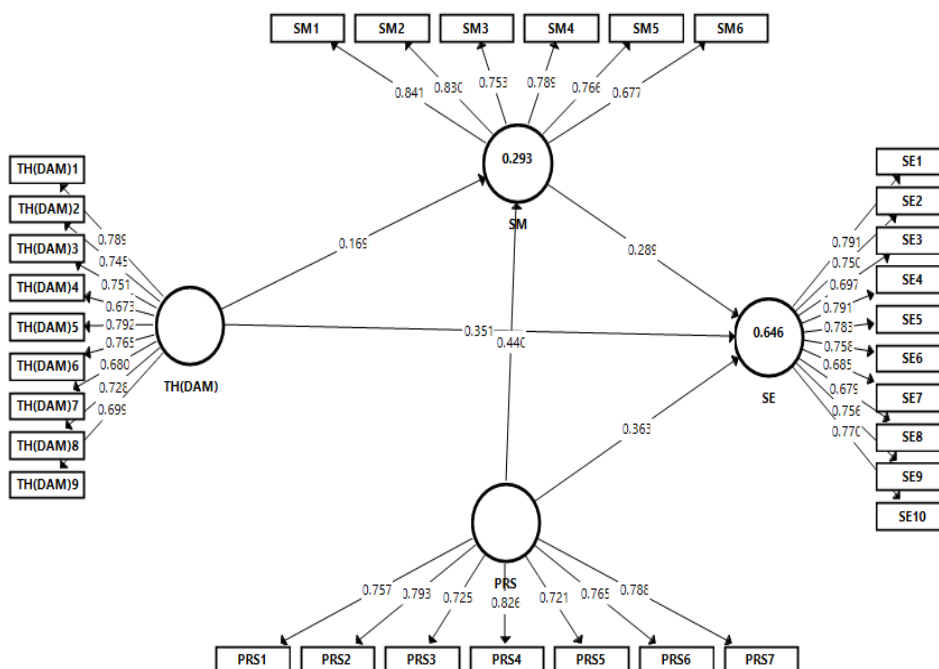 SM1 SM2 SM3 SM4 SM5 SM6
0.841 0.830 0.753 0.789 0.766 0.677
0.293
SM
TH(DAM)1
TH(DAM)2
TH(DAM)3
TH(DAM)4
TH(DAM)5
TH(DAM)6
TH(DAM)7
TH(DAM)8
TH(DAM)9
0.789
0.745
0.751
0.673
0.792
0.765
0.680
0.728
0.699
TH(DAM)
0.169
0.289
0.351
0.440
0.363
0.646
SE
0.791
0.750
0.697
0.791
0.783
0.758
0.685
0.679
0.756
0.770
SE1
SE2
SE3
SE4
SE5
SE6
SE7
SE8
SE9
SE10
PRS
0.757 0.793 0.725 0.826 0.721 0.765 0.788
PRS1 PRS2 PRS3 PRS4 PRS5 PRS6 PRS7